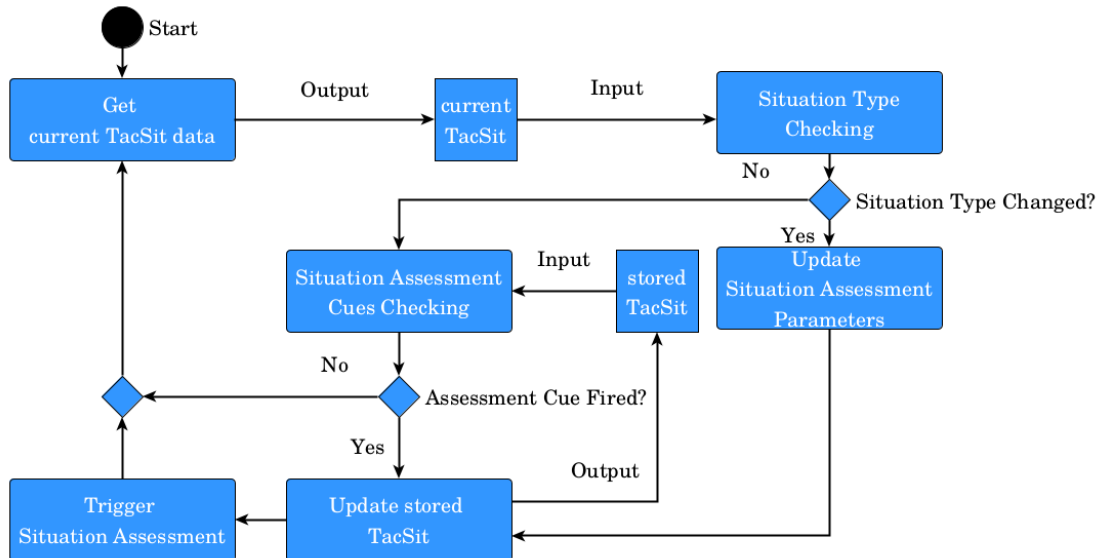 Start
Get
current TacSit data
Output
current
TacSit
Input
Situation Type
Checking
No
Situation Type Changed?
Yes
Situation Assessment
Cues Checking
Input
stored
TacSit
Update
Situation Assessment
Parameters
No
Assessment Cue Fired?
Yes
Output
Trigger
Situation Assessment
Update stored
TacSit